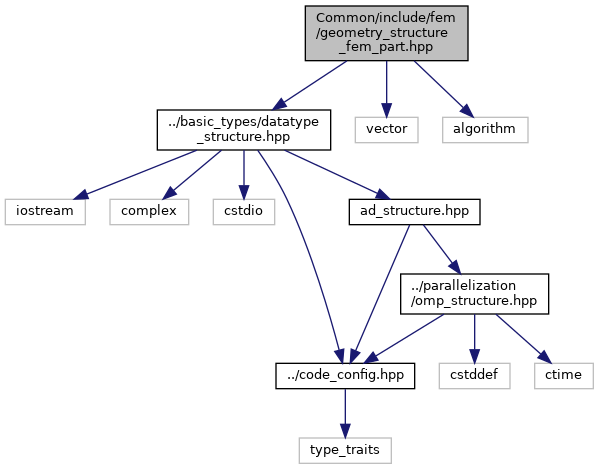 Common/include/fem
/geometry_structure
_fem_part.hpp
../basic_types/datatype
_structure.hpp
vector
algorithm
iostream
complex
cstdio
ad_structure.hpp
../parallelization
/omp_structure.hpp
../code_config.hpp
cstddef
ctime
type_traits